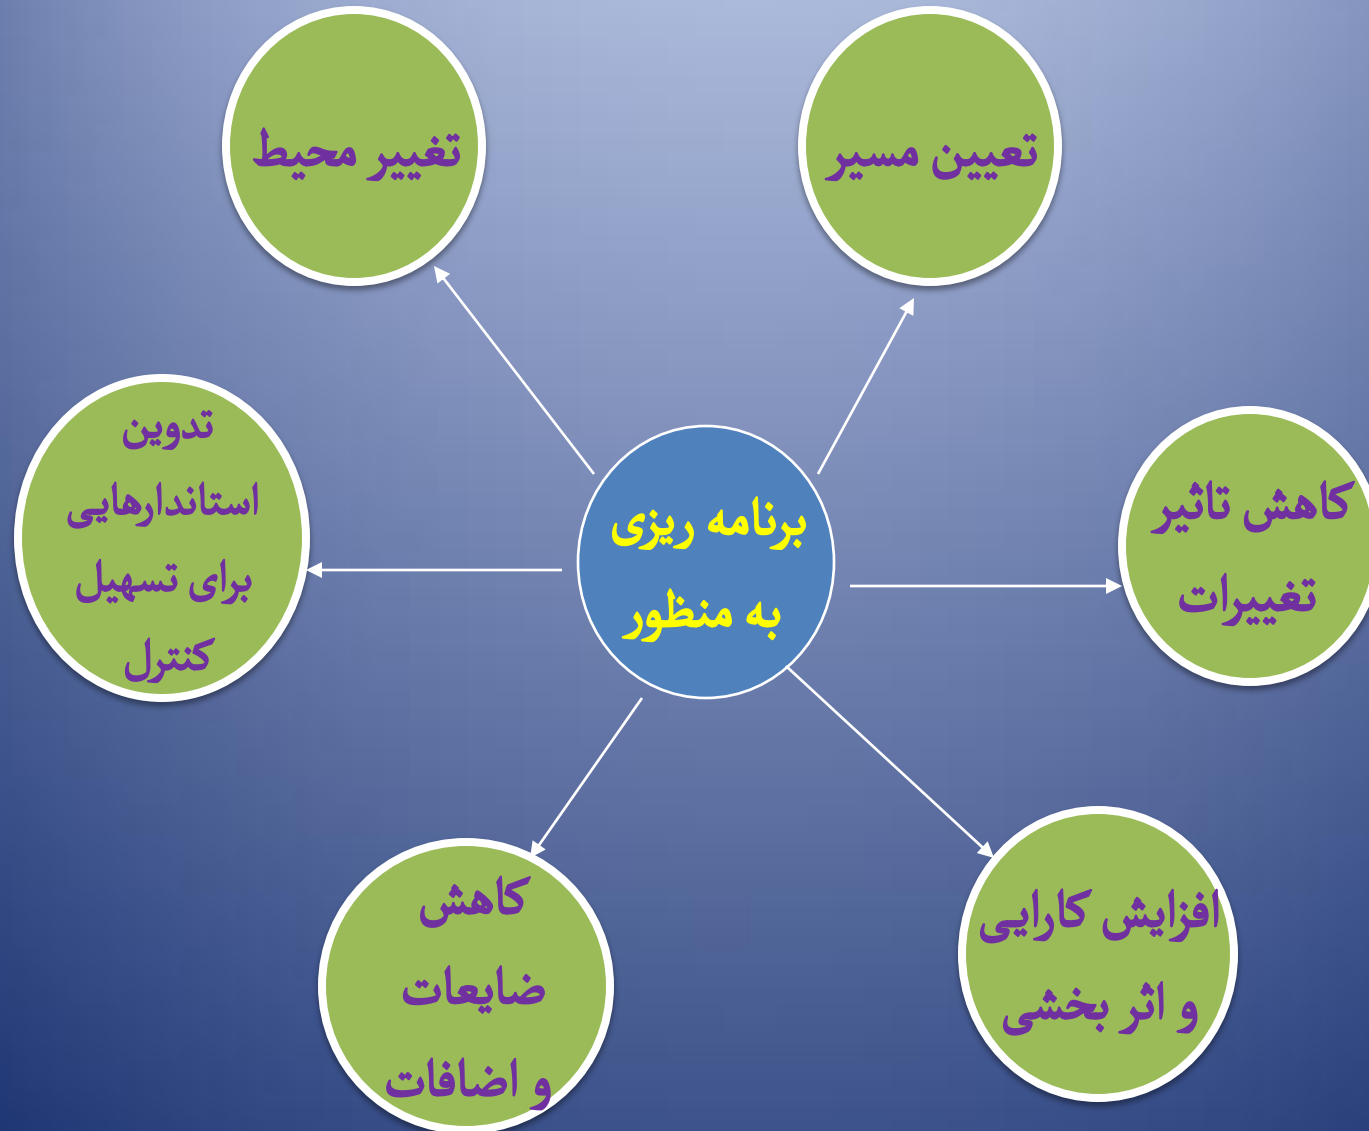 تعیین مسیر
تغییر محیط
تدوین
استاندارهایی
برای تسهیل
کنترل
کاهش تاثیر
تغییرات
برنامه ریزی
به منظور
کاهش
ضایعات
و اضافات
افزایش کارایی
و اثر بخشی